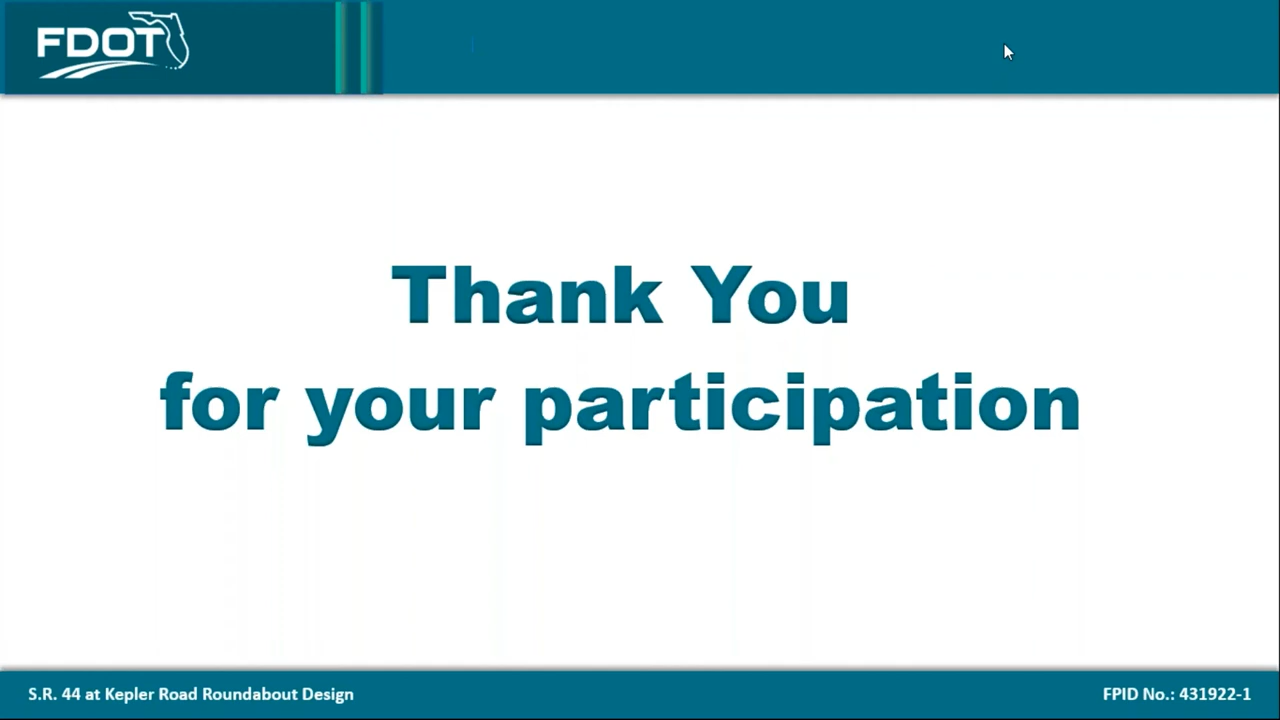 FDOT
Thank You
for your participation
S.R. 44 at Kepler Road Roundabout Design
FPID No.: 431922-1